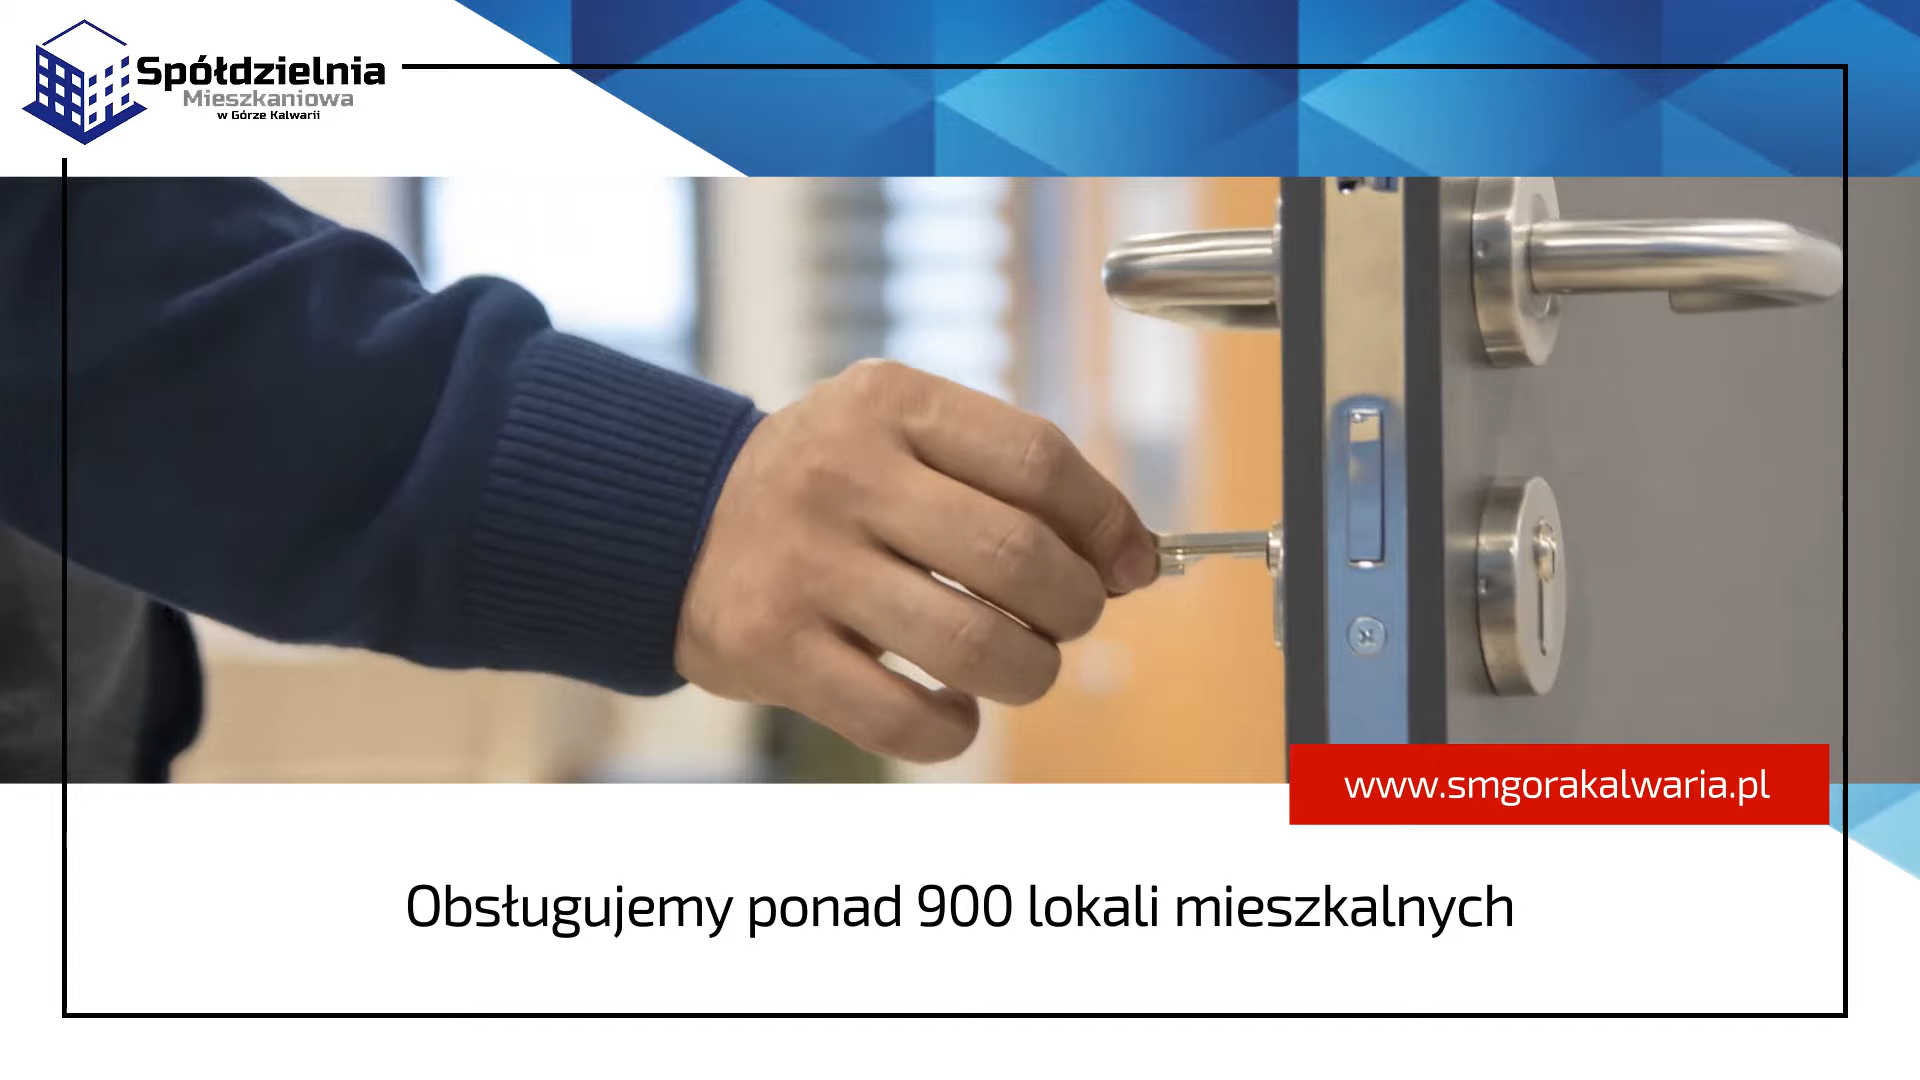 Spółdzielnia
Mieszkaniowa
w Górze Kalwarii
www.smgorakalwaria.pl
Obsługujemy ponad 900 lokali mieszkalnych